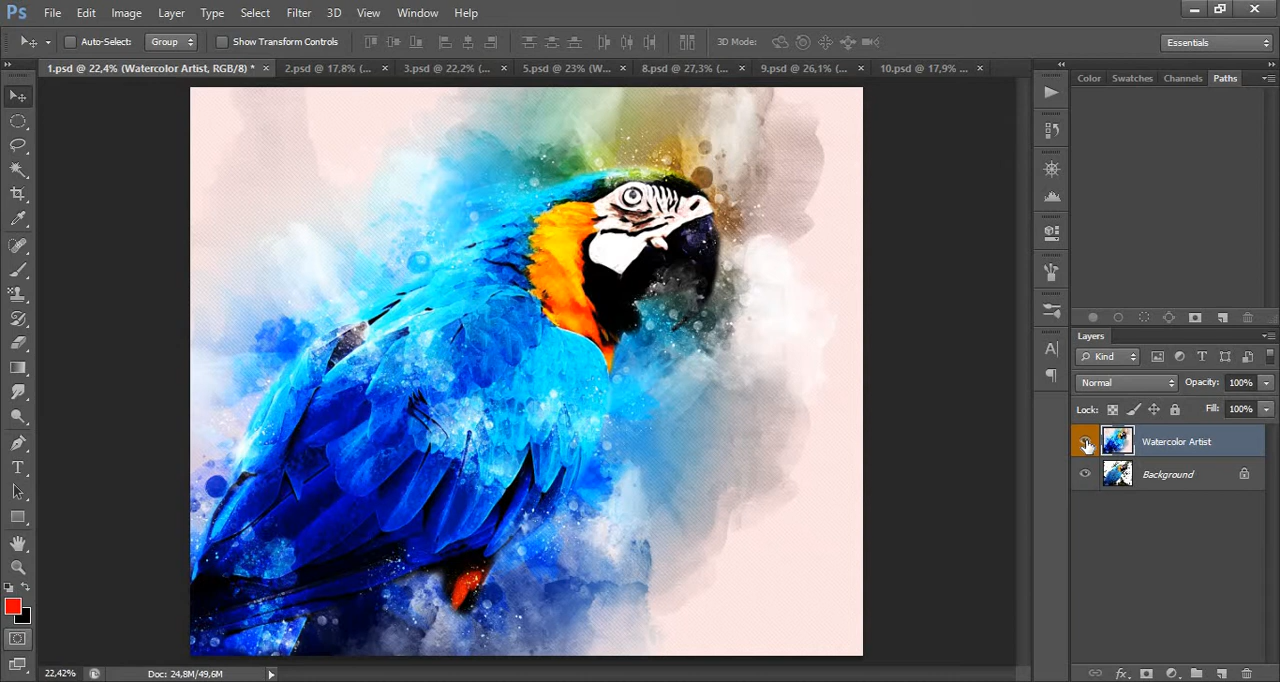 Ps File Edit Image Layer Type Select Filter 3D View Window Help
Auto-Select: Group Show Transform Controls 3D Mode: Essentials
1.psd @ 22,4% (Watercolor Artist, RGB/8) * × 2.psd @ 17,8% (... × 3.psd @ 22,2% (... × 5.psd @ 23% (W... × 8.psd @ 27,3% (... × 9.psd @ 26,1% (... × 10.psd @ 17,9% ... ×
Color Swatches Channels Paths
Layers
Kind
Normal Opacity: 100%
Lock: Fill: 100%
Watercolor Artist
Background
22,42% Doc: 24,8M/49,6M